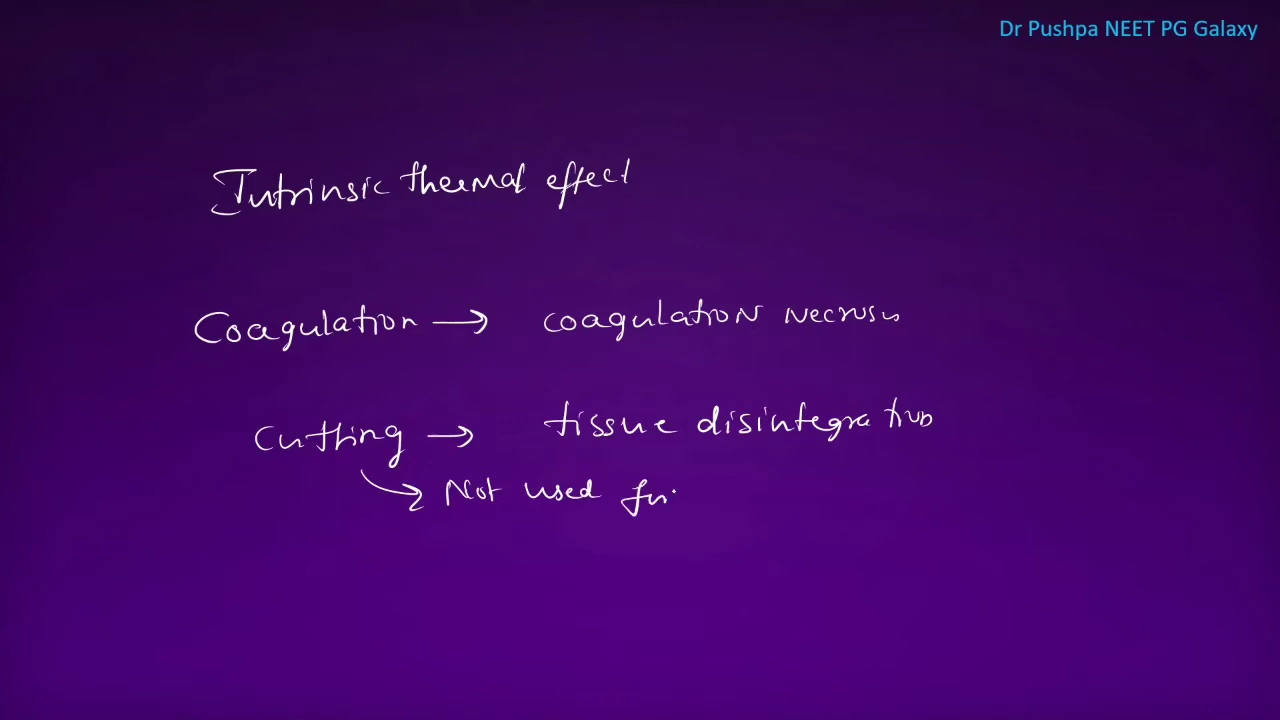 Dr Pushpa NEET PG Galaxy
Intrinsic thermal effect
Coagulation → coagulation necrosis
Cutting → tissue disintegration
↳ Not used for